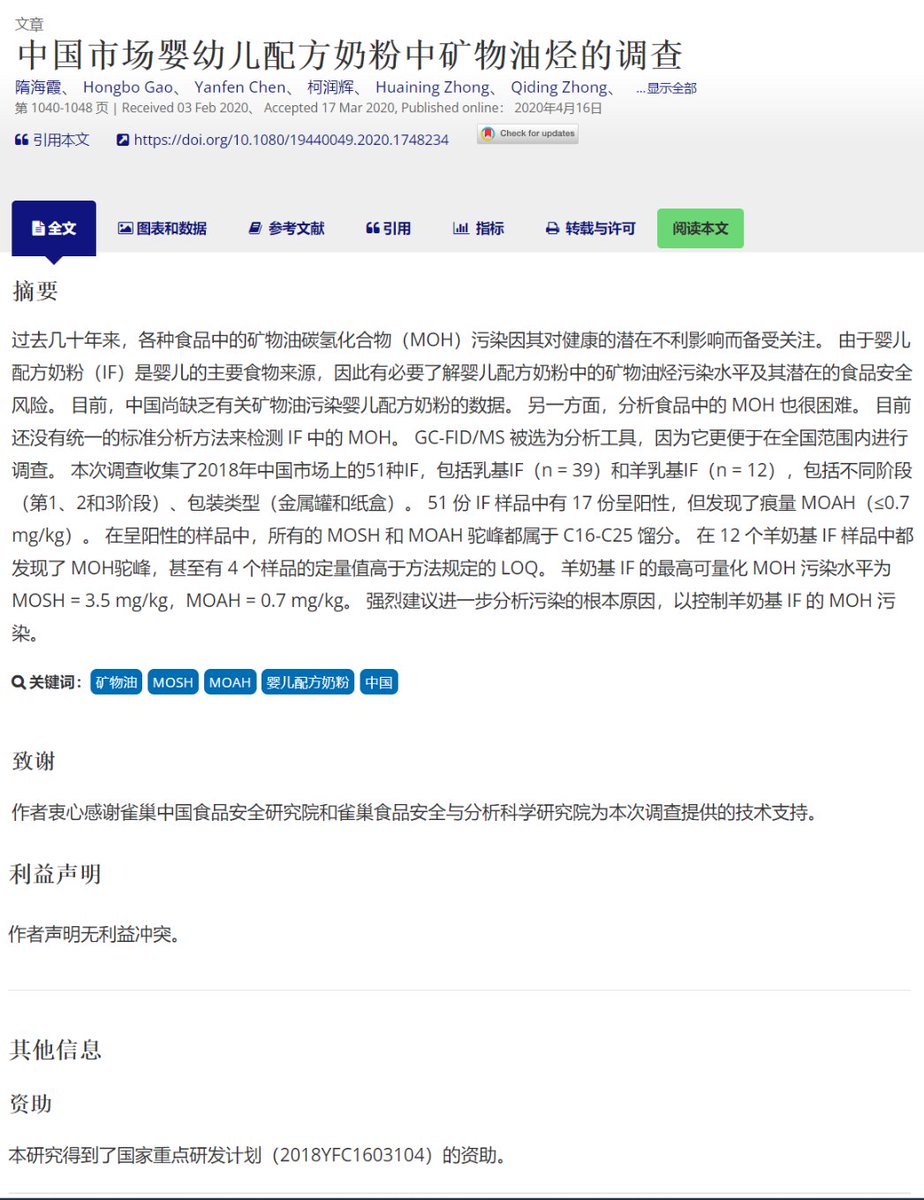 文章
中国市场婴幼儿配方奶粉中矿物油烃的调查
隋海霞、 Hongbo Gao、 Yanfen Chen、 柯润辉、 Huaining Zhong、 Qiding Zhong、 ...显示全部
第 1040-1048 页 | Received 03 Feb 2020、 Accepted 17 Mar 2020, Published online： 2020年4月16日
引用本文 https://doi.org/10.1080/19440049.2020.1748234 Check for updates
全文 图表和数据 参考文献 引用 指标 转载与许可 阅读本文
摘要
过去几十年来，各种食品中的矿物油碳氢化合物（MOH）污染因其对健康的潜在不利影响而备受关注。 由于婴儿
配方奶粉（IF）是婴儿的主要食物来源，因此有必要了解婴儿配方奶粉中的矿物油烃污染水平及其潜在的食品安全
风险。 目前，中国尚缺乏有关矿物油污染婴儿配方奶粉的数据。 另一方面，分析食品中的 MOH 也很困难。 目前
还没有统一的标准分析方法来检测 IF 中的 MOH。 GC-FID/MS 被选为分析工具，因为它更便于在全国范围内进行
调查。 本次调查收集了2018年中国市场上的51种IF，包括乳基IF（n = 39）和羊乳基IF（n = 12），包括不同阶段
（第1、2和3阶段）、包装类型（金属罐和纸盒）。 51 份 IF 样品中有 17 份呈阳性，但发现了痕量 MOAH（≤0.7
mg/kg）。 在呈阳性的样品中，所有的 MOSH 和 MOAH 驼峰都属于 C16-C25 馏分。 在 12 个羊奶基 IF 样品中都
发现了 MOH驼峰，甚至有 4 个样品的定量值高于方法规定的 LOQ。 羊奶基 IF 的最高可量化 MOH 污染水平为
MOSH = 3.5 mg/kg，MOAH = 0.7 mg/kg。 强烈建议进一步分析污染的根本原因，以控制羊奶基 IF 的 MOH 污
染。
关键词： 矿物油 MOSH MOAH 婴儿配方奶粉 中国
致谢
作者衷心感谢雀巢中国食品安全研究院和雀巢食品安全与分析科学研究院为本次调查提供的技术支持。
利益声明
作者声明无利益冲突。
其他信息
资助
本研究得到了国家重点研发计划（2018YFC1603104）的资助。